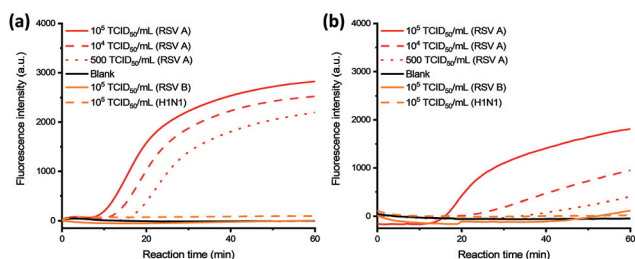 (a)
4000
3000
2000
1000
0
Fluorescence intensity (a.u.)
10⁵ TCID₅₀/mL (RSV A)
10⁴ TCID₅₀/mL (RSV A)
500 TCID₅₀/mL (RSV A)
Blank
10⁵ TCID₅₀/mL (RSV B)
10⁵ TCID₅₀/mL (H1N1)
0 20 40 60
Reaction time (min)
(b)
4000
3000
2000
1000
0
Fluorescence intensity (a.u.)
10⁵ TCID₅₀/mL (RSV A)
10⁴ TCID₅₀/mL (RSV A)
500 TCID₅₀/mL (RSV A)
Blank
10⁵ TCID₅₀/mL (RSV B)
10⁵ TCID₅₀/mL (H1N1)
0 20 40 60
Reaction time (min)